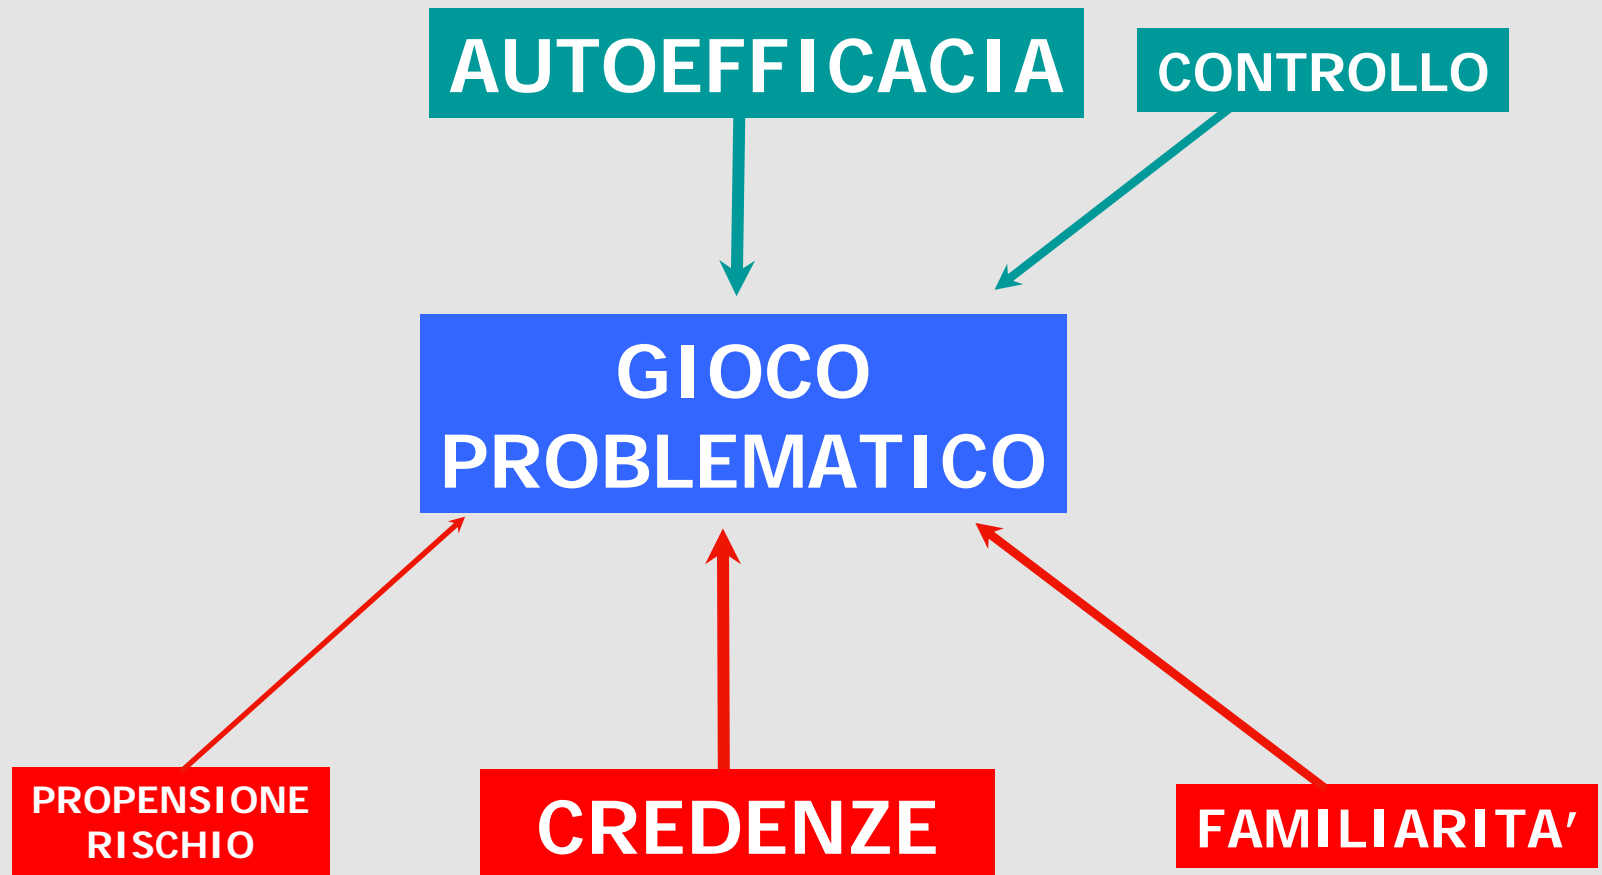 AUTOEFFICACIA
CONTROLLO
GIOCO
PROBLEMATICO
PROPENSIONE
RISCHIO
CREDENZE
FAMILIARITA’